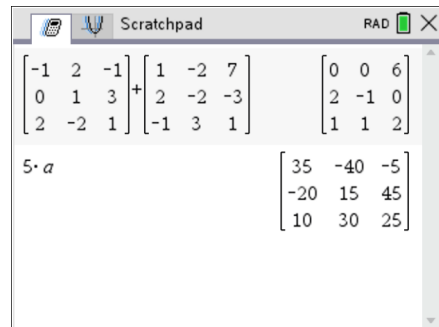 Scratchpad RAD
[-1 2 -1] [1 -2 7] [0 0 6]
[0 1 3] + [2 -2 -3] [2 -1 0]
[2 -2 1] [-1 3 1] [1 1 2]
5·a [35 -40 -5]
[-20 15 45]
[10 30 25]